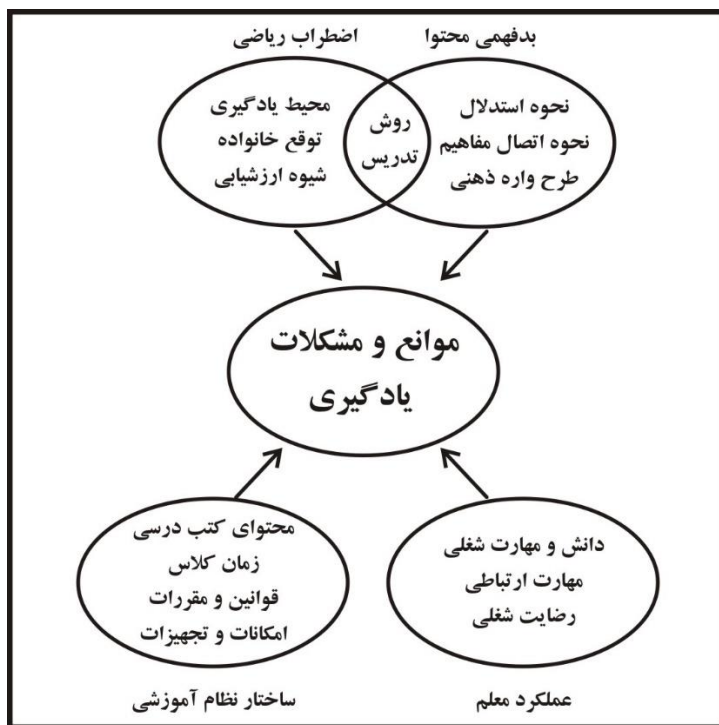 بدفهمی محتوا
اضطراب ریاضی
نحوه استدلال
نحوه اتصال مفاهیم
طرح واره ذهنی
روش
تدریس
محیط یادگیری
توقع خانواده
شیوه ارزشیابی
موانع و مشکلات
یادگیری
دانش و مهارت شغلی
مهارت ارتباطی
رضایت شغلی
محتوای کتب درسی
زمان کلاس
قوانین و مقررات
امکانات و تجهیزات
عملکرد معلم
ساختار نظام آموزشی